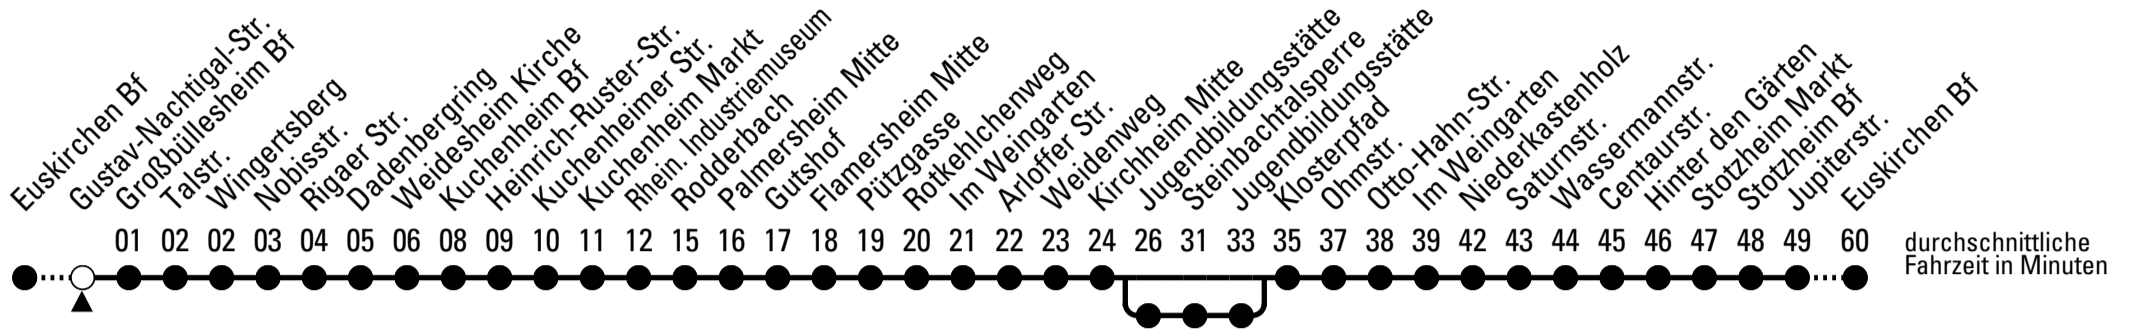 Euskirchen Bf
Gustav-Nachtigal-Str.
Großbüllesheim Bf
Talstr.
Wingertsberg
Nobisstr.
Rigaer Str.
Dadenbergring
Weidesheim Kirche
Kuchenheim Bf
Heinrich-Ruster-Str.
Kuchenheimer Str.
Kuchenheim Markt
Rhein. Industriemuseum
Rodderbach
Palmersheim Mitte
Gutshof
Flamersheim Mitte
Pützgasse
Rotkehlchenweg
Im Weingarten
Arloffer Str.
Weidenweg
Kirchheim Mitte
Jugendbildungsstätte
Steinbachtalsperre
Jugendbildungsstätte
Klosterpfad
Ohmstr.
Otto-Hahn-Str.
Im Weingarten
Niederkastenholz
Saturnstr.
Wassermannstr.
Centaurstr.
Hinter den Gärten
Stotzheim Markt
Stotzheim Bf
Jupiterstr.
Euskirchen Bf
01 02 02 03 04 05 06 08 09 10 11 12 15 16 17 18 19 20 21 22 23 24 26 31 33 35 37 38 39 42 43 44 45 46 47 48 49 60
durchschnittliche
Fahrzeit in Minuten